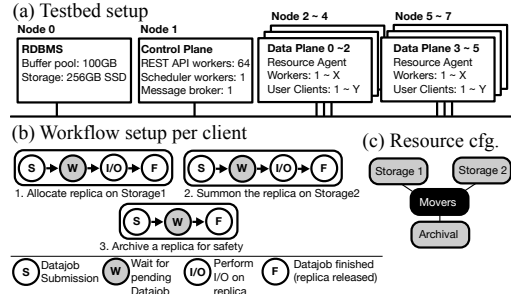 (a) Testbed setup
Node 0
Node 1
Node 2 ~ 4
Node 5 ~ 7
RDBMS
Buffer pool: 100GB
Storage: 256GB SSD
Control Plane
REST API workers: 64
Scheduler workers: 1
Message broker: 1
Data Plane 0 ~2
Resource Agent
Workers: 1 ~ X
User Clients: 1 ~ Y
Data Plane 3 ~ 5
Resource Agent
Workers: 1 ~ X
User Clients: 1 ~ Y
(b) Workflow setup per client
S W I/O F
1. Allocate replica on Storage1
S W I/O F
2. Summon the replica on Storage2
S W F
3. Archive a replica for safety
S Datajob
Submission
W Wait for
pending
Datajob
I/O Perform
I/O on
replica
F Datajob finished
(replica released)
(c) Resource cfg.
Storage 1
Storage 2
Movers
Archival